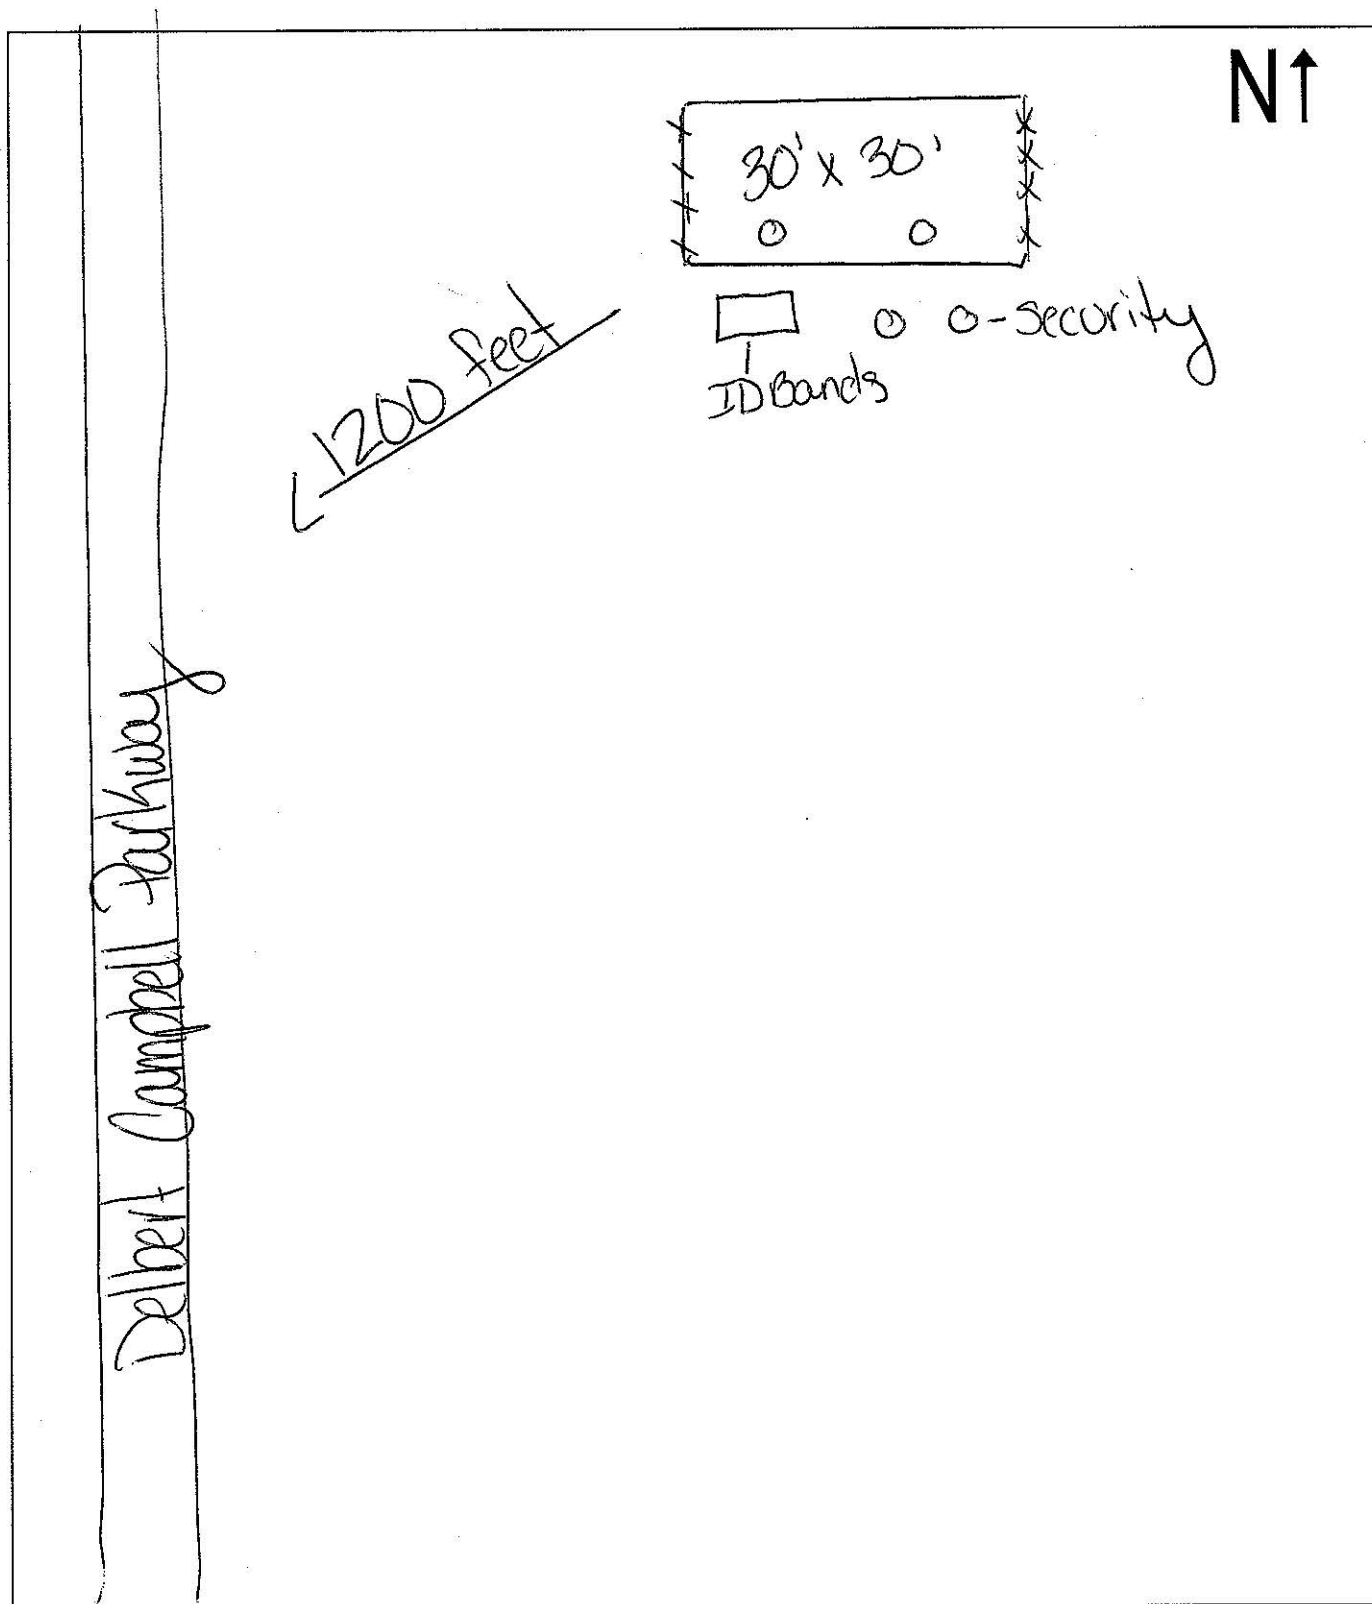 N↑
30' x 30'
o o-security
ID Bands
1200 feet
Delbert Campbell Parkway